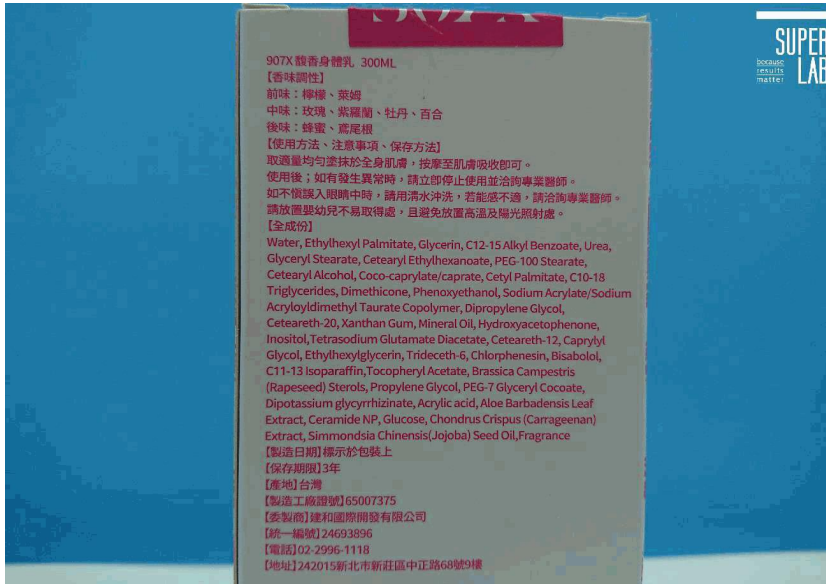 SUPER
LAB
because
results
matter
907X 馥香身體乳 300ML
【香味調性】
前味：檸檬、萊姆
中味：玫瑰、紫羅蘭、牡丹、百合
後味：蜂蜜、鳶尾根
【使用方法、注意事項、保存方法】
取適量均勻塗抹於全身肌膚，按摩至肌膚吸收即可。
使用後；如有發生異常時，請立即停止使用並洽詢專業醫師。
如不慎誤入眼睛中時，請用清水沖洗，若能感不適，請洽詢專業醫師。
請放置嬰幼兒不易取得處，且避免放置高溫及陽光照射處。
【全成份】
Water, Ethylhexyl Palmitate, Glycerin, C12-15 Alkyl Benzoate, Urea,
Glyceryl Stearate, Cetearyl Ethylhexanoate, PEG-100 Stearate,
Cetearyl Alcohol, Coco-caprylate/caprate, Cetyl Palmitate, C10-18
Triglycerides, Dimethicone, Phenoxyethanol, Sodium Acrylate/Sodium
Acryloyldimethyl Taurate Copolymer, Dipropylene Glycol,
Ceteareth-20, Xanthan Gum, Mineral Oil, Hydroxyacetophenone,
Inositol,Tetrasodium Glutamate Diacetate, Ceteareth-12, Caprylyl
Glycol, Ethylhexylglycerin, Trideceth-6, Chlorphenesin, Bisabolol,
C11-13 Isoparaffin,Tocopheryl Acetate, Brassica Campestris
(Rapeseed) Sterols, Propylene Glycol, PEG-7 Glyceryl Cocoate,
Dipotassium glycyrrhizinate, Acrylic acid, Aloe Barbadensis Leaf
Extract, Ceramide NP, Glucose, Chondrus Crispus (Carrageenan)
Extract, Simmondsia Chinensis(Jojoba) Seed Oil,Fragrance
【製造日期】標示於包裝上
【保存期限】3年
【產地】台灣
【製造工廠證號】65007375
【委製商】建和國際開發有限公司
【統一編號】24693896
【電話】02-2996-1118
【地址】242015新北市新莊區中正路68號9樓